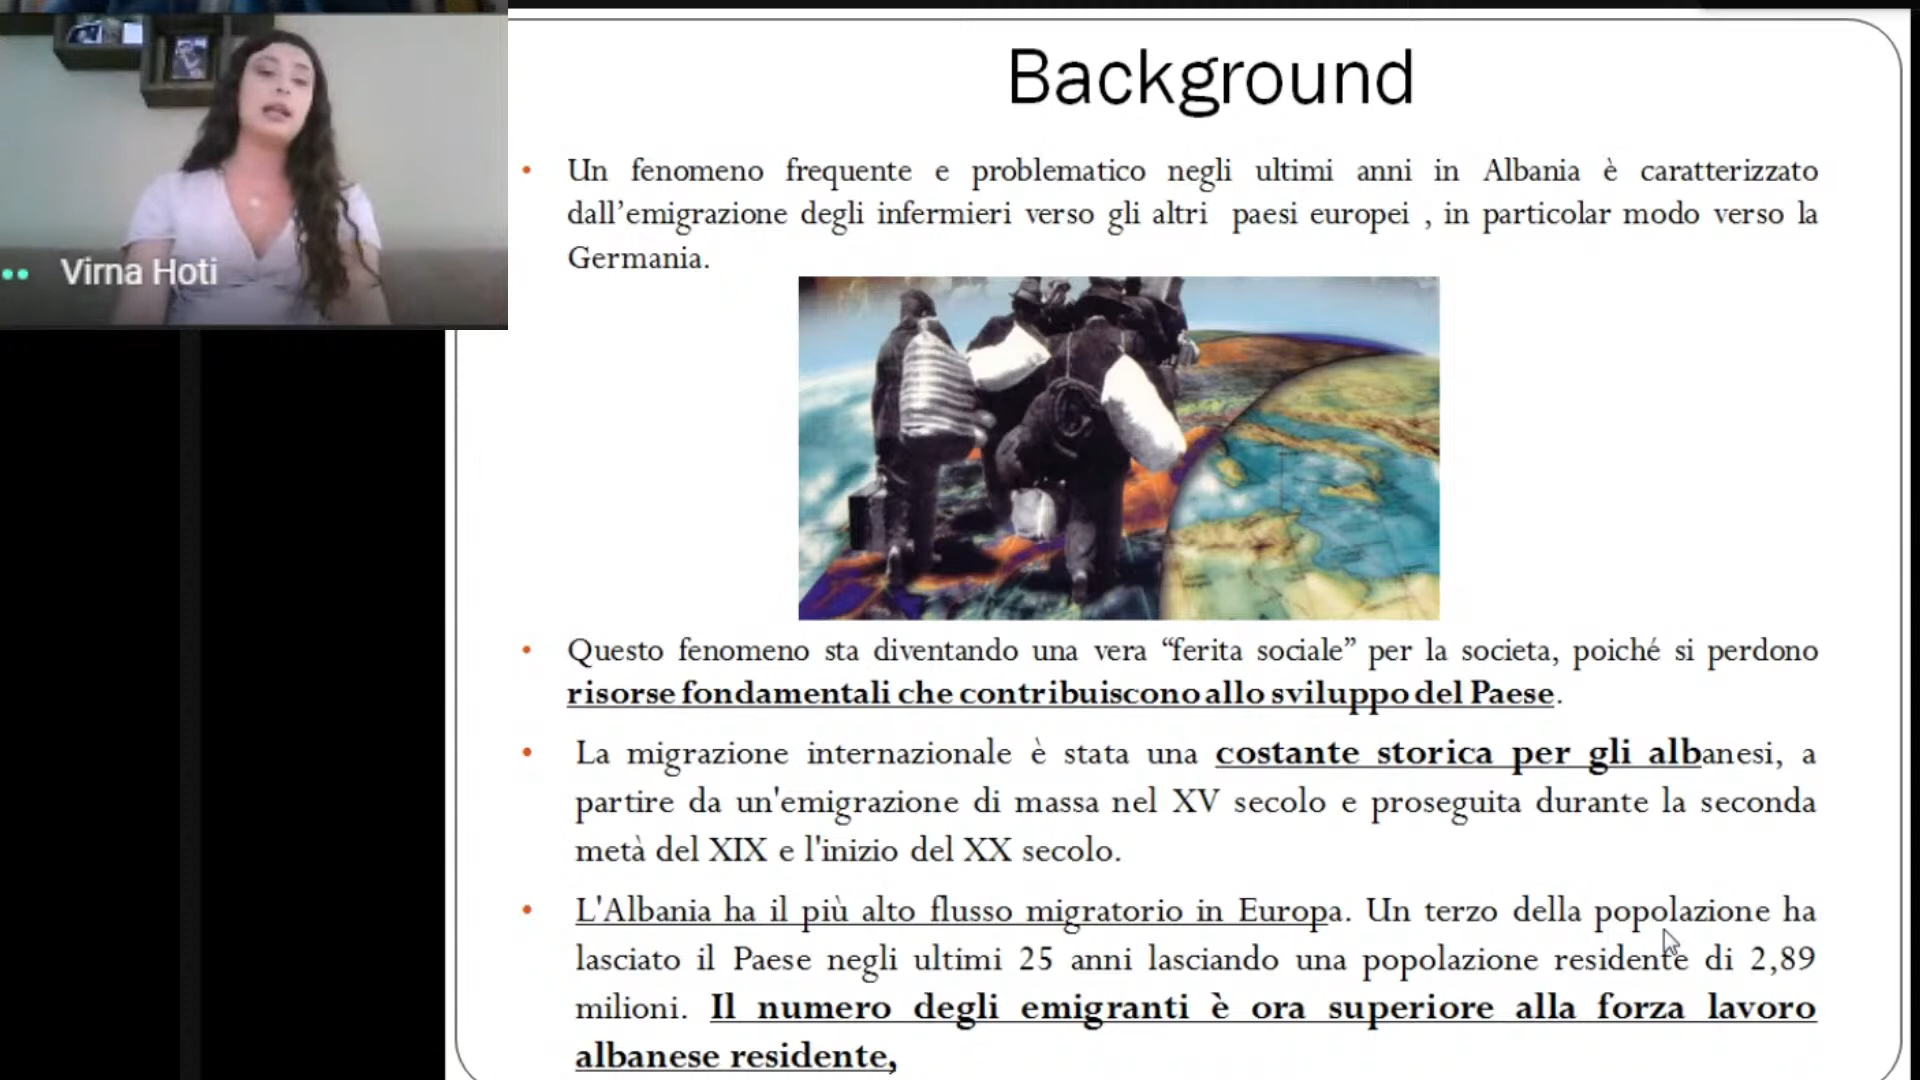 Background
• Un fenomeno frequente e problematico negli ultimi anni in Albania è caratterizzato
dall’emigrazione degli infermieri verso gli altri paesi europei , in particolar modo verso la
Germania.
Virna Hoti
• Questo fenomeno sta diventando una vera “ferita sociale” per la societa, poiché si perdono
risorse fondamentali che contribuiscono allo sviluppo del Paese.
• La migrazione internazionale è stata una costante storica per gli albanesi, a
partire da un'emigrazione di massa nel XV secolo e proseguita durante la seconda
metà del XIX e l'inizio del XX secolo.
• L'Albania ha il più alto flusso migratorio in Europa. Un terzo della popolazione ha
lasciato il Paese negli ultimi 25 anni lasciando una popolazione residente di 2,89
milioni. Il numero degli emigranti è ora superiore alla forza lavoro
albanese residente,